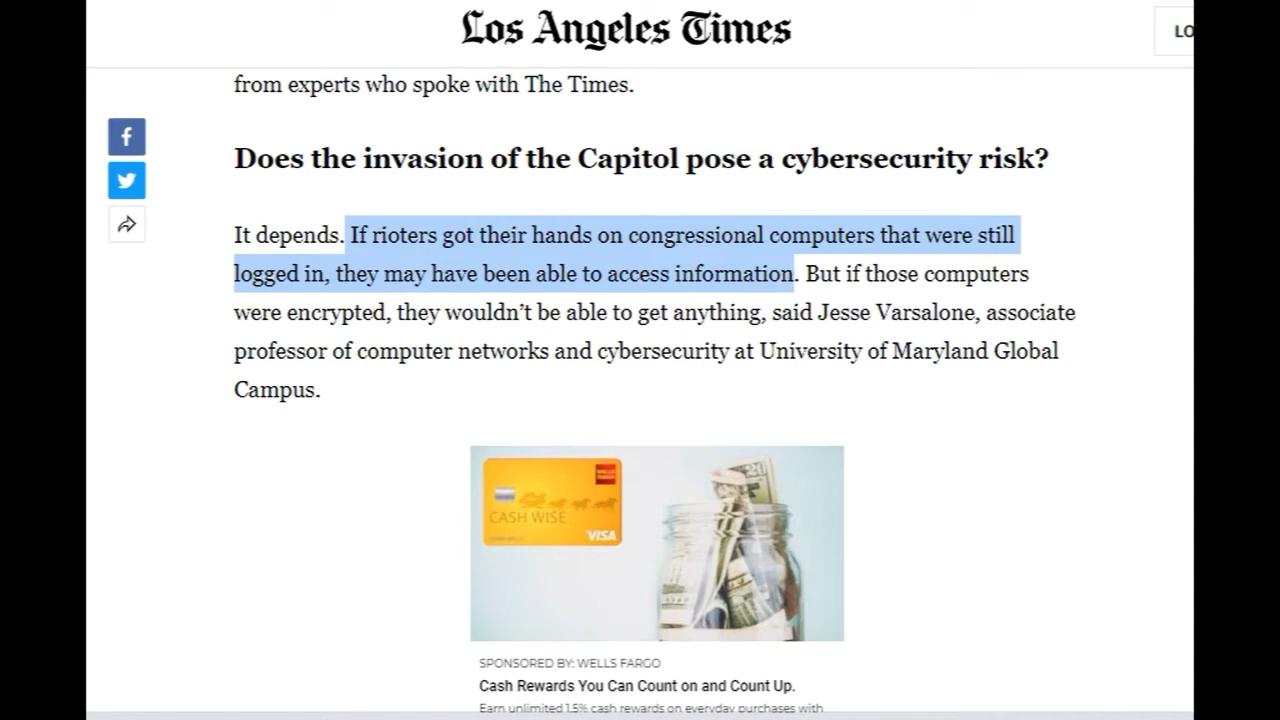 Los Angeles Times
LO
from experts who spoke with The Times.
Does the invasion of the Capitol pose a cybersecurity risk?
It depends. If rioters got their hands on congressional computers that were still
logged in, they may have been able to access information. But if those computers
were encrypted, they wouldn’t be able to get anything, said Jesse Varsalone, associate
professor of computer networks and cybersecurity at University of Maryland Global
Campus.
WELLS
FARGO
CASH WISE
VISA
20
SPONSORED BY: WELLS FARGO
Cash Rewards You Can Count on and Count Up.
Earn unlimited 1.5% cash rewards on everyday purchases with